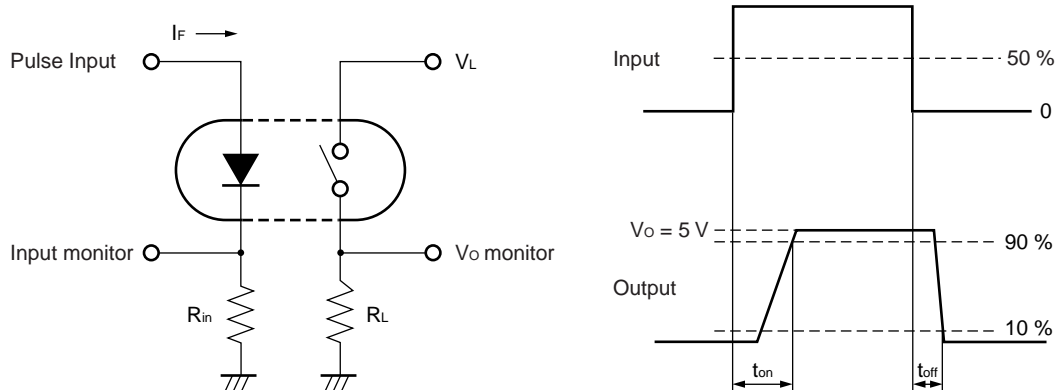 IF
Pulse Input
VL
Input monitor
VO monitor
Rin
RL
Input
50 %
0
VO = 5 V
90 %
Output
10 %
ton
toff